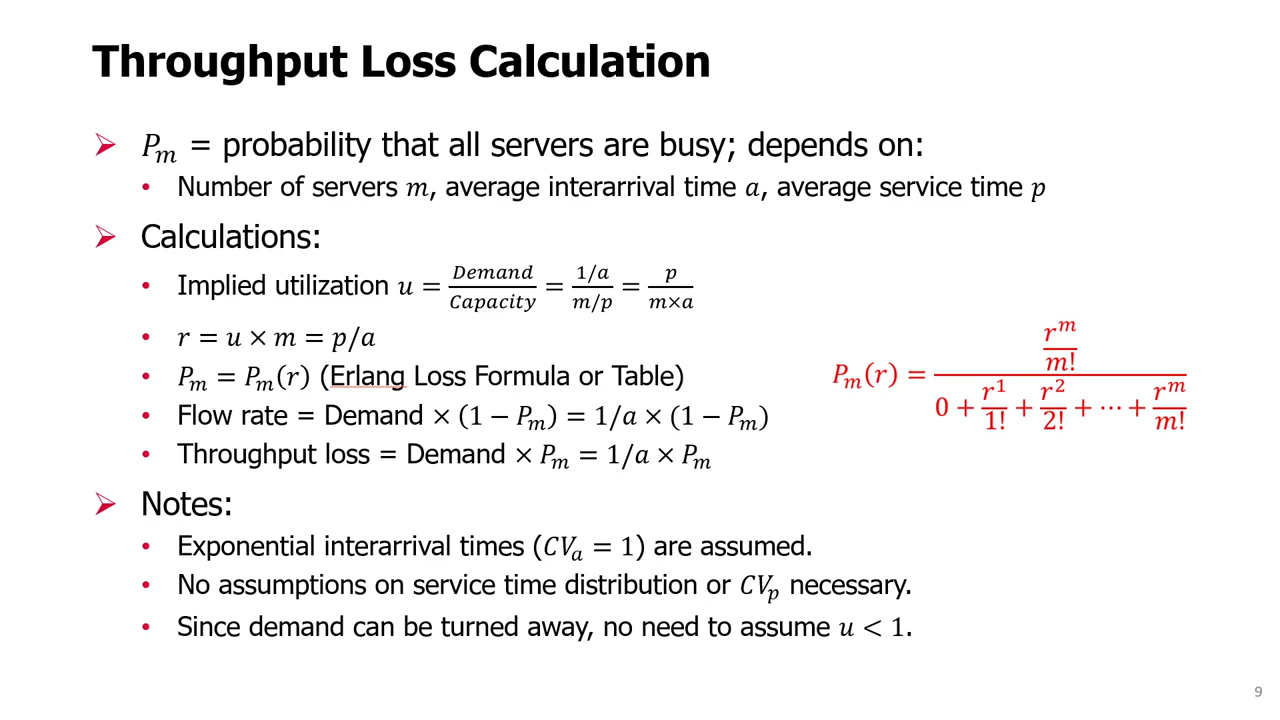 Throughput Loss Calculation
➢ Pₘ = probability that all servers are busy; depends on:
• Number of servers m, average interarrival time a, average service time p
➢ Calculations:
• Implied utilization u = Demand/Capacity = (1/a)/(m/p) = p/(m×a)
• r = u × m = p/a
• Pₘ = Pₘ(r) (Erlang Loss Formula or Table)
• Flow rate = Demand × (1 − Pₘ) = 1/a × (1 − Pₘ)
• Throughput loss = Demand × Pₘ = 1/a × Pₘ
Pₘ(r) = (r^m/m!)/(0 + r^1/1! + r^2/2! + ⋯ + r^m/m!)
➢ Notes:
• Exponential interarrival times (CVₐ = 1) are assumed.
• No assumptions on service time distribution or CVₚ necessary.
• Since demand can be turned away, no need to assume u < 1.
9